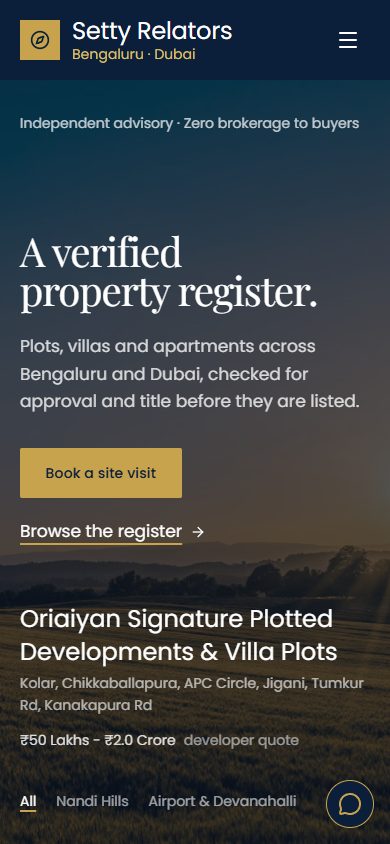 Setty Relators
Bengaluru · Dubai
Independent advisory · Zero brokerage to buyers
A verified
property register.
Plots, villas and apartments across
Bengaluru and Dubai, checked for
approval and title before they are listed.
Book a site visit
Browse the register →
Oriaiyan Signature Plotted
Developments & Villa Plots
Kolar, Chikkaballapura, APC Circle, Jigani, Tumkur
Rd, Kanakapura Rd
₹50 Lakhs - ₹2.0 Crore developer quote
All Nandi Hills Airport & Devanahalli